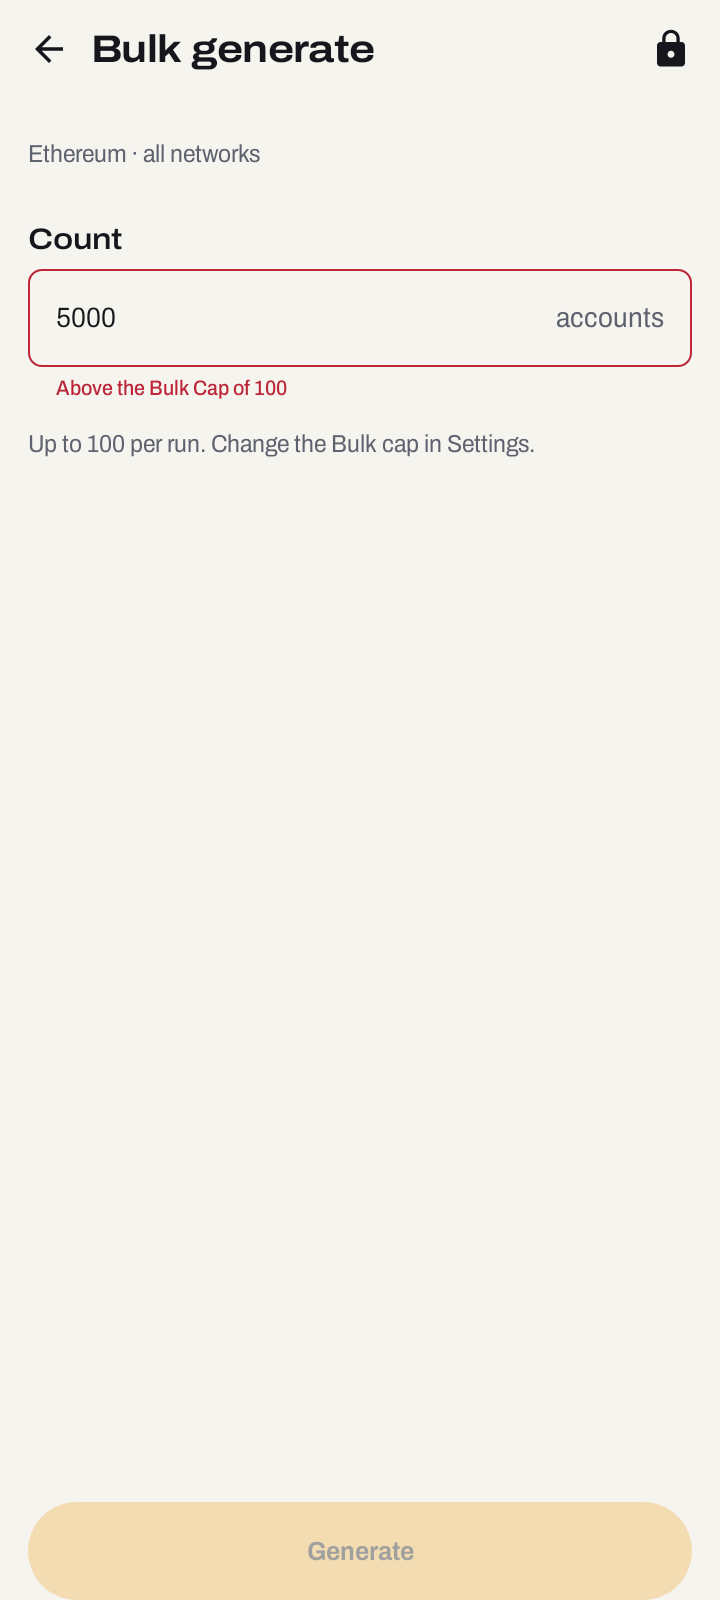 Bulk generate
Ethereum · all networks
Count
5000 accounts
Above the Bulk Cap of 100
Up to 100 per run. Change the Bulk cap in Settings.
Generate